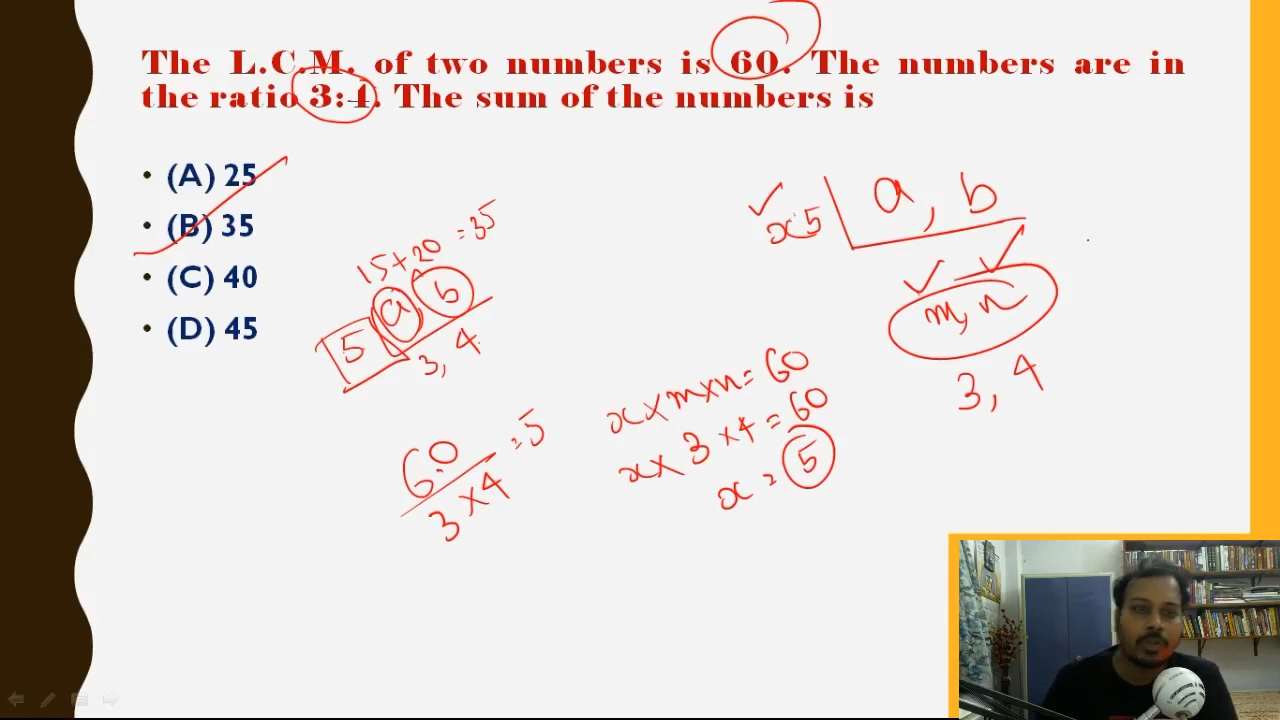 The L.C.M. of two numbers is 60. The numbers are in
the ratio 3:4. The sum of the numbers is
• (A) 25
• (B) 35
• (C) 40
• (D) 45
15+20 = 35
5 a b
3, 4
60
3×4
=5
x×m×n=60
x×3×4=60
x=5
x 5 a, b
m, n
3, 4